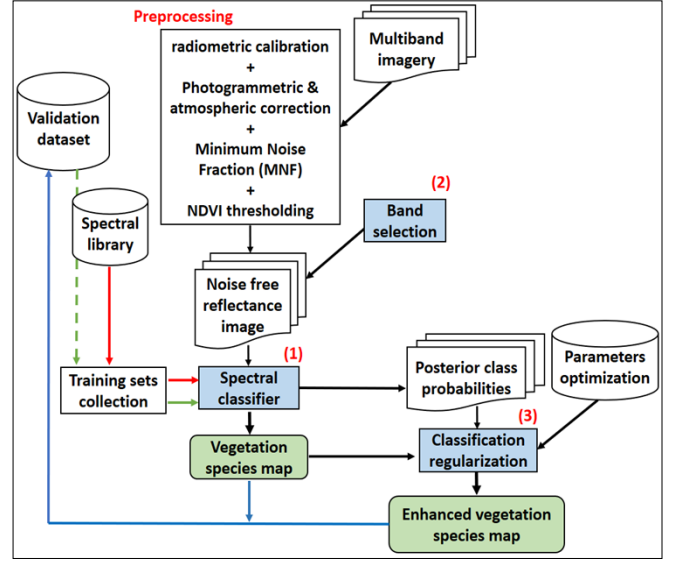 Preprocessing
radiometric calibration
+
Photogrammetric &
atmospheric correction
+
Minimum Noise
Fraction (MNF)
+
NDVI thresholding
Multiband
imagery
Validation
dataset
Spectral
library
(2)
Band
selection
Noise free
reflectance
image
(1)
Training sets
collection
Spectral
classifier
Posterior class
probabilities
Parameters
optimization
(3)
Vegetation
species map
Classification
regularization
Enhanced vegetation
species map